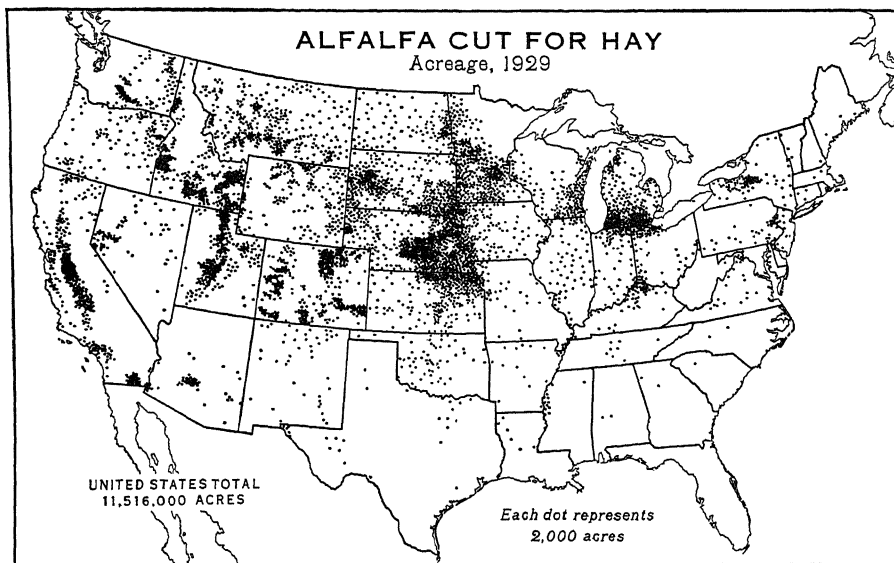 ALFALFA CUT FOR HAY
Acreage, 1929
UNITED STATES TOTAL
11,516,000 ACRES
Each dot represents
2,000 acres